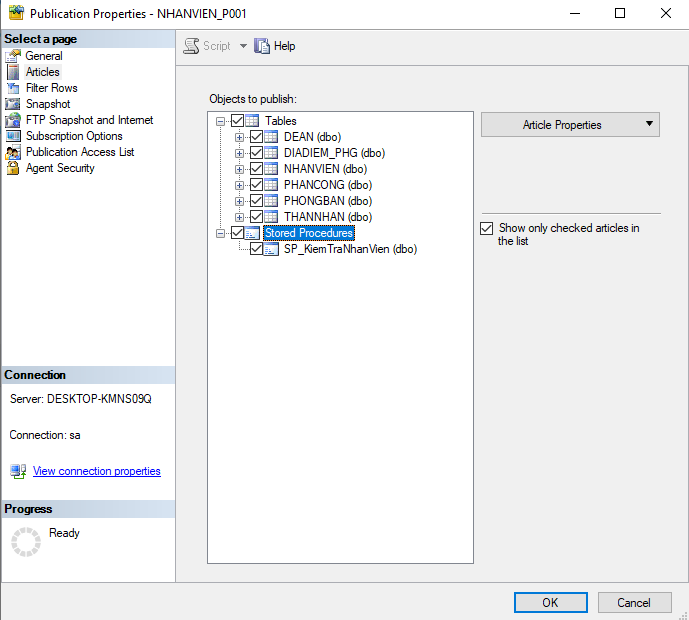 Publication Properties - NHANVIEN_P001
Select a page
General
Articles
Filter Rows
Snapshot
FTP Snapshot and Internet
Subscription Options
Publication Access List
Agent Security
Script
Help
Objects to publish:
Tables
DEAN (dbo)
DIADIEM_PHG (dbo)
NHANVIEN (dbo)
PHANCONG (dbo)
PHONGBAN (dbo)
THANNHAN (dbo)
Stored Procedures
SP_KiemTraNhanVien (dbo)
Article Properties
Show only checked articles in
the list
Connection
Server: DESKTOP-KMNS09Q
Connection: sa
View connection properties
Progress
Ready
OK
Cancel